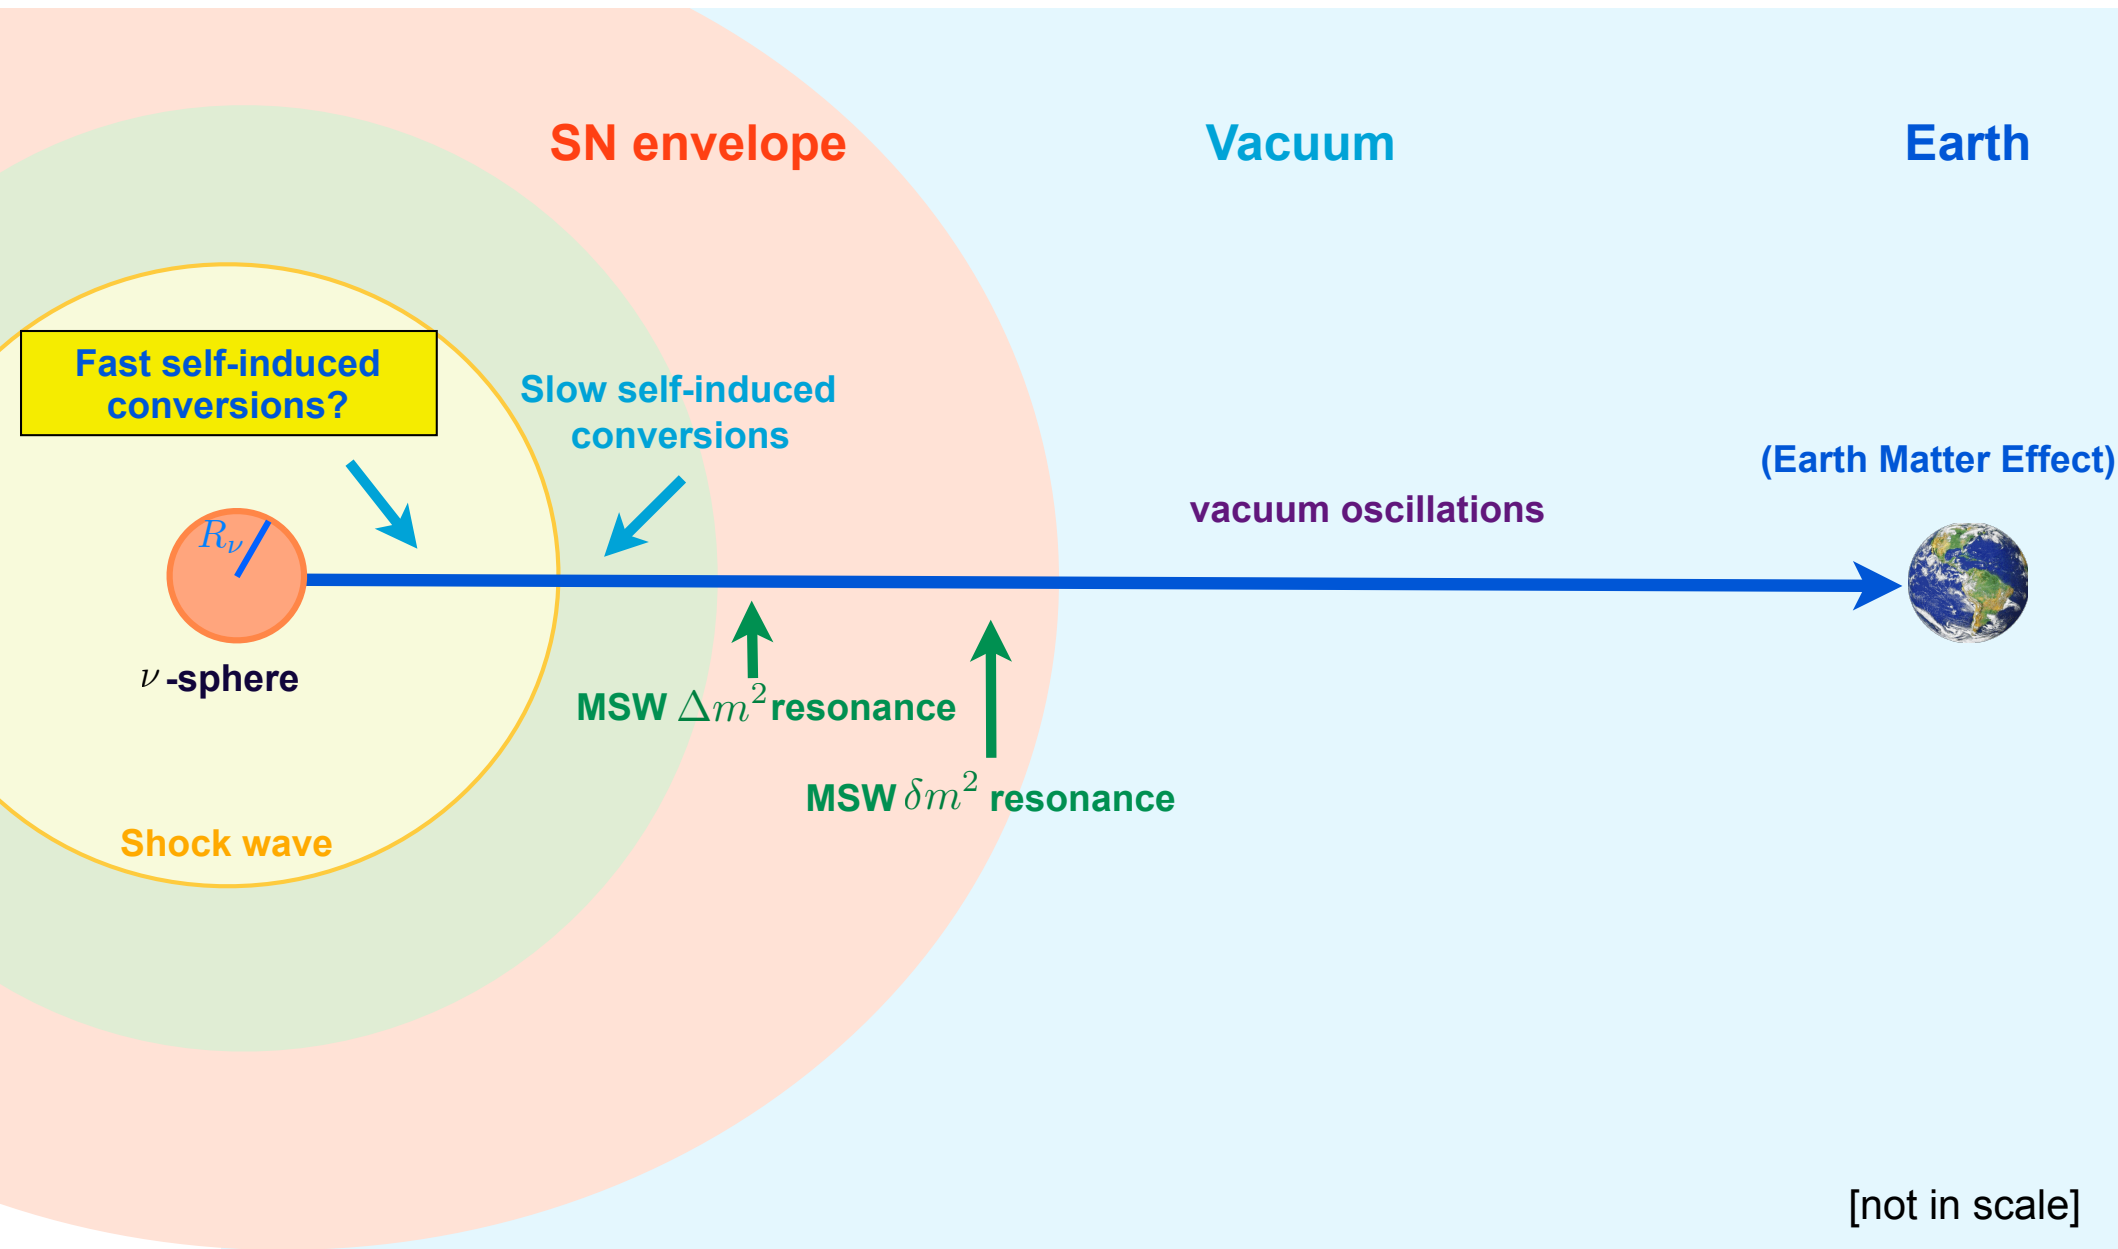 SN envelope
Vacuum
Earth
Fast self-induced
conversions?
Slow self-induced
conversions
(Earth Matter Effect)
vacuum oscillations
Rν
ν-sphere
MSW Δm² resonance
MSW δm² resonance
Shock wave
[not in scale]